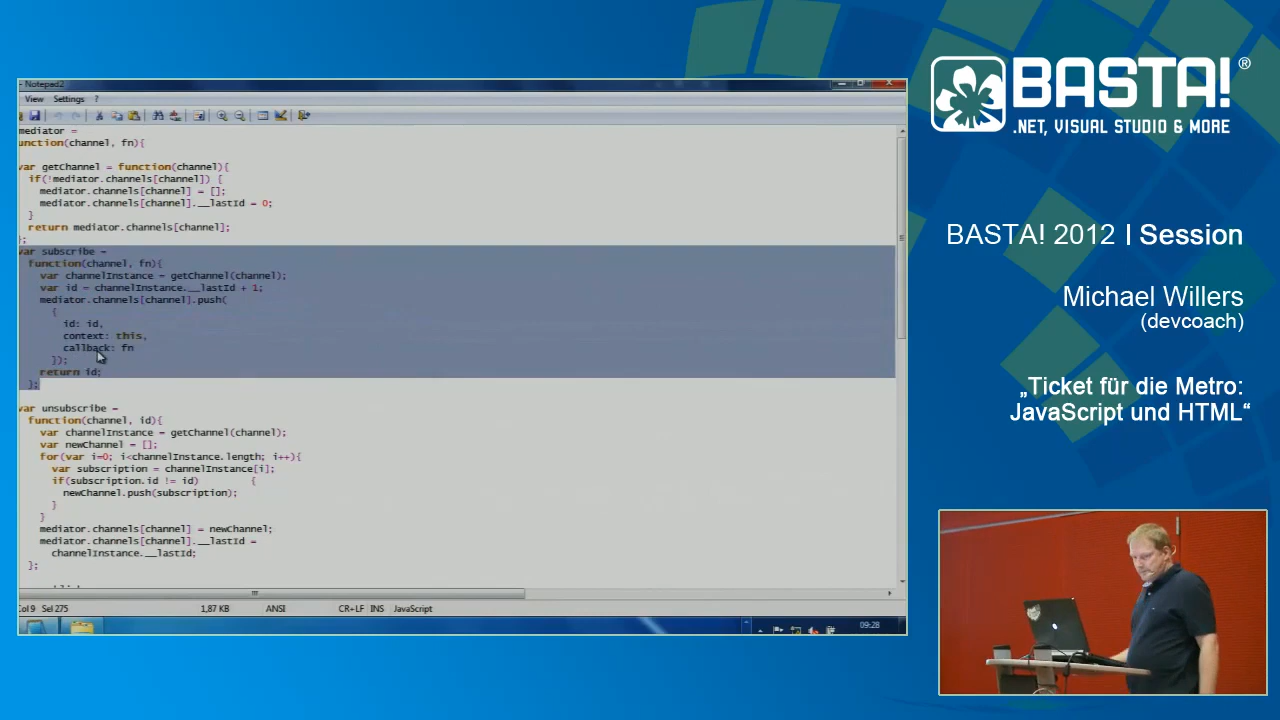 - Notepad2
View Settings ?
mediator =
unction(channel, fn){
var getChannel = function(channel){
if(!mediator.channels[channel]) {
mediator.channels[channel] = [];
mediator.channels[channel].__lastId = 0;
}
return mediator.channels[channel];
};
var subscribe =
function(channel, fn){
var channelInstance = getChannel(channel);
var id = channelInstance.__lastId + 1;
mediator.channels[channel].push(
{
id: id,
context: this,
callback: fn
});
return id;
};
var unsubscribe =
function(channel, id){
var channelInstance = getChannel(channel);
var newChannel = [];
for(var i=0; i<channelInstance.length; i++){
var subscription = channelInstance[i];
if(subscription.id != id) {
newChannel.push(subscription);
}
}
mediator.channels[channel] = newChannel;
mediator.channels[channel].__lastId =
channelInstance.__lastId;
};
Col 9 Sel 275 1,87 KB ANSI CR+LF INS JavaScript
09:28
BASTA!®
.NET, VISUAL STUDIO & MORE
BASTA! 2012 I Session
Michael Willers
(devcoach)
„Ticket für die Metro:
JavaScript und HTML“